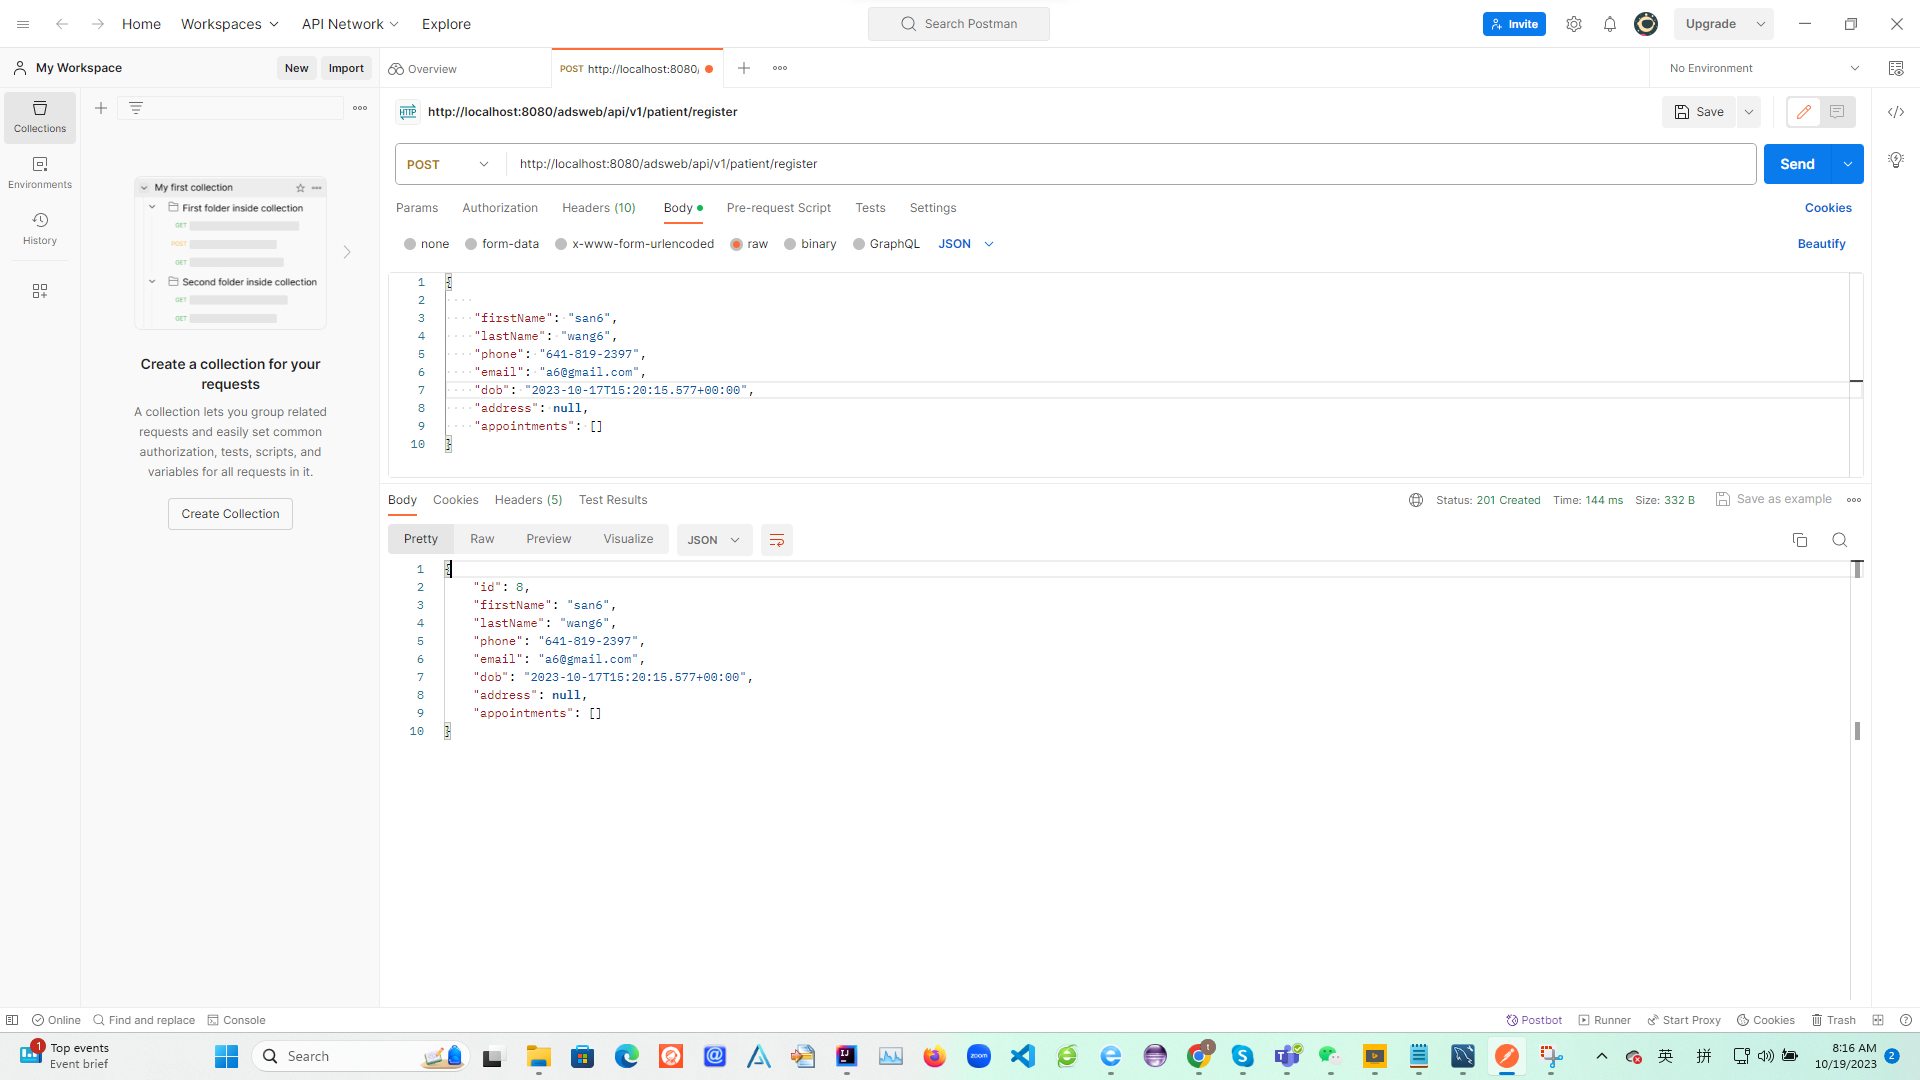 Home Workspaces API Network Explore Search Postman Invite Upgrade
My Workspace New Import Overview POST http://localhost:8080/ No Environment
Collections
Environments
History
My first collection
First folder inside collection
GET
POST
GET
Second folder inside collection
GET
GET
Create a collection for your
requests
A collection lets you group related
requests and easily set common
authorization, tests, scripts, and
variables for all requests in it.
Create Collection
HTTP http://localhost:8080/adsweb/api/v1/patient/register Save
POST http://localhost:8080/adsweb/api/v1/patient/register Send
Params Authorization Headers (10) Body Pre-request Script Tests Settings Cookies
none form-data x-www-form-urlencoded raw binary GraphQL JSON Beautify
1 {
2
3 "firstName": "san6",
4 "lastName": "wang6",
5 "phone": "641-819-2397",
6 "email": "a6@gmail.com",
7 "dob": "2023-10-17T15:20:15.577+00:00",
8 "address": null,
9 "appointments": []
10 }
Body Cookies Headers (5) Test Results Status: 201 Created Time: 144 ms Size: 332 B Save as example
Pretty Raw Preview Visualize JSON
1 {
2 "id": 8,
3 "firstName": "san6",
4 "lastName": "wang6",
5 "phone": "641-819-2397",
6 "email": "a6@gmail.com",
7 "dob": "2023-10-17T15:20:15.577+00:00",
8 "address": null,
9 "appointments": []
10 }
Online Find and replace Console Postbot Runner Start Proxy Cookies Trash
1 Top events
Event brief
Search
zoom
t
英 拼
8:16 AM
10/19/2023
2